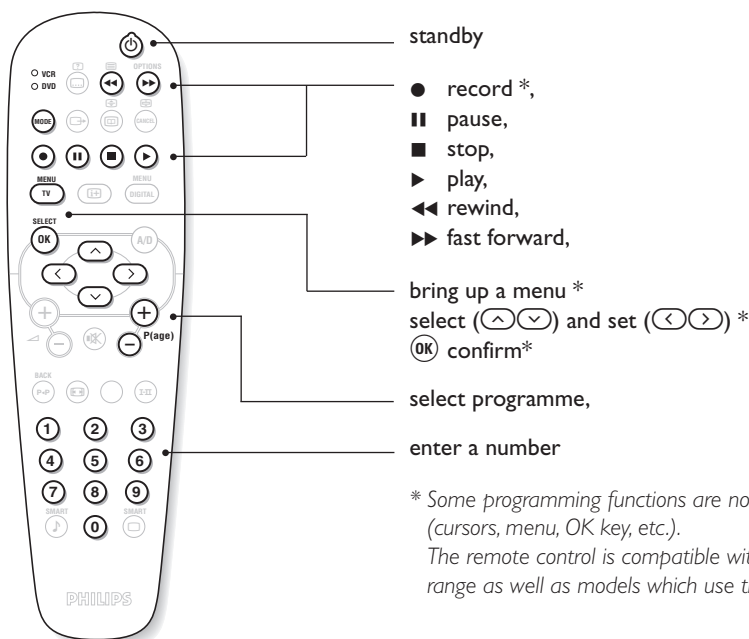 standby
VCR
DVD
OPTIONS
● record *,
MODE
CANCEL
II pause,
■ stop,
► play,
◄◄ rewind,
►► fast forward,
MENU
TV
MENU
DIGITAL
SELECT
OK
A/D
bring up a menu *
select and set *
OK confirm*
P(age)
select programme,
BACK
P◄P
I-II
enter a number
1 2 3
4 5 6
7 8 9
SMART
SMART
0
* Some programming functions are
(cursors, menu, OK key, etc.).
The remote control is compatible
range as well as models which use
PHILIPS